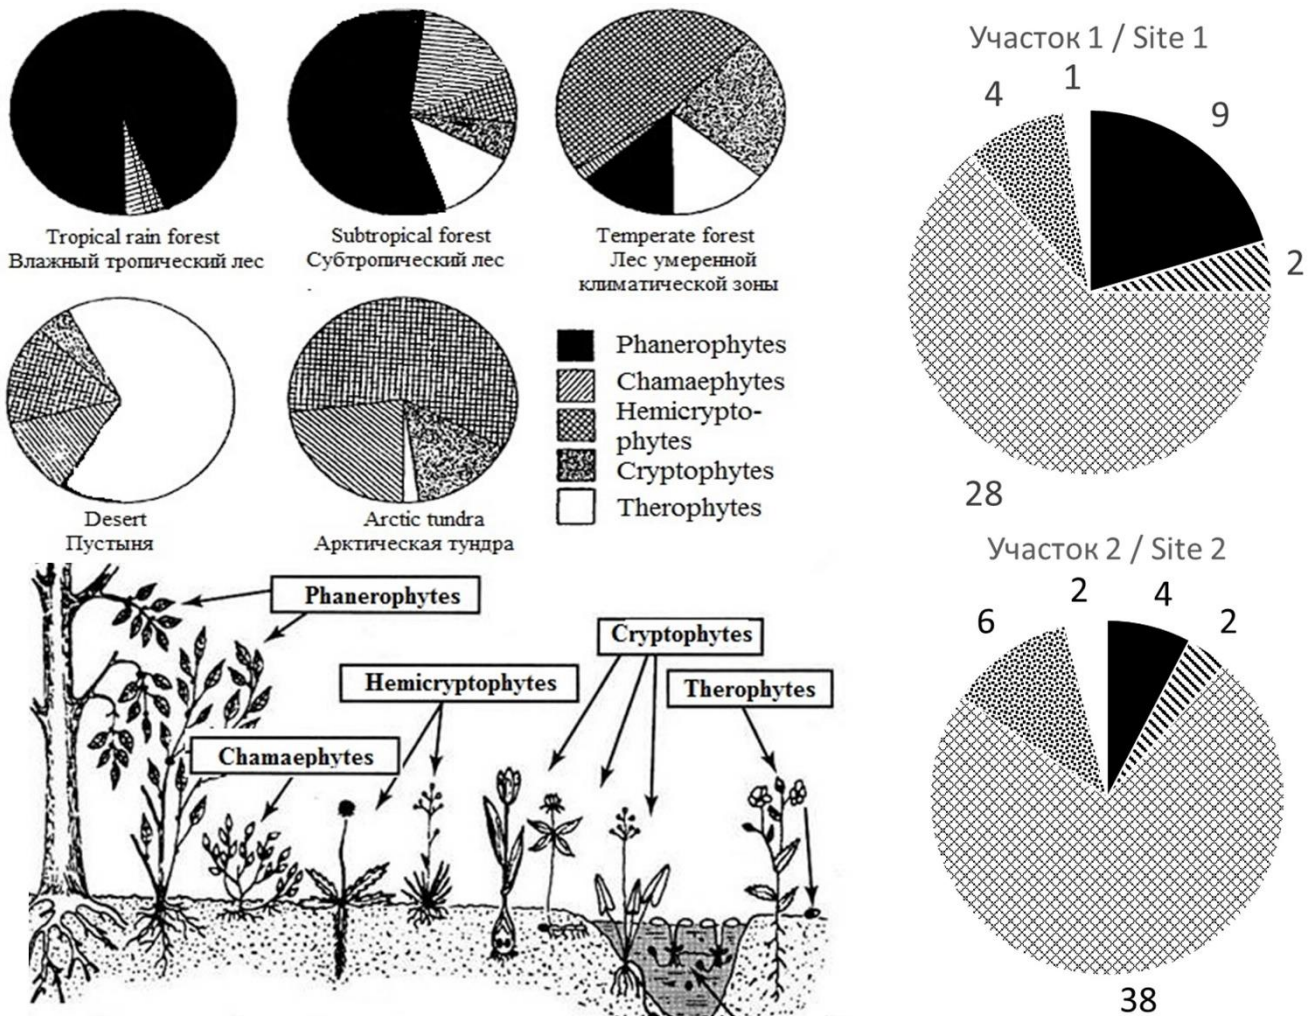 Tropical rain forest
Влажный тропический лес
Subtropical forest
Субтропический лес
Temperate forest
Лес умеренной
климатической зоны
Desert
Пустыня
Arctic tundra
Арктическая тундра
Phanerophytes
Chamaephytes
Hemicrypto-
phytes
Cryptophytes
Therophytes
Phanerophytes
Cryptophytes
Hemicryptophytes
Therophytes
Chamaephytes
Участок 1 / Site 1
1
4
9
2
28
Участок 2 / Site 2
2
4
6
2
38